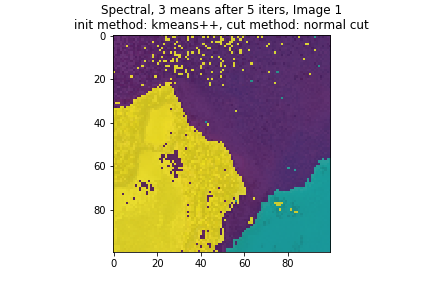 Spectral, 3 means after 5 iters, Image 1
init method: kmeans++, cut method: normal cut
0
20
40
60
80
0 20 40 60 80